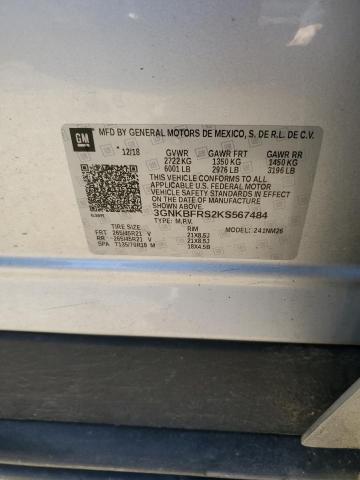 GM
MFD BY GENERAL MOTORS DE MEXICO, S. DE R.L. DE C.V.
12/18 GVWR GAWR FRT GAWR RR
2722 KG 1350 KG 1450 KG
6001 LB 2976 LB 3196 LB
THIS VEHICLE CONFORMS TO ALL
APPLICABLE U.S. FEDERAL MOTOR
VEHICLE SAFETY STANDARDS IN EFFECT
ON THE DATE OF MANUFACTURE
SHOWN ABOVE.
3GNKBFRS2KS567484
TYPE: M.P.V. MODEL: 241NM26
RIM
FRT 265/45R21 V 21X8.5J
RR 265/45R21 V 21X8.5J
SPA T135/70R18 M 18X4.5B